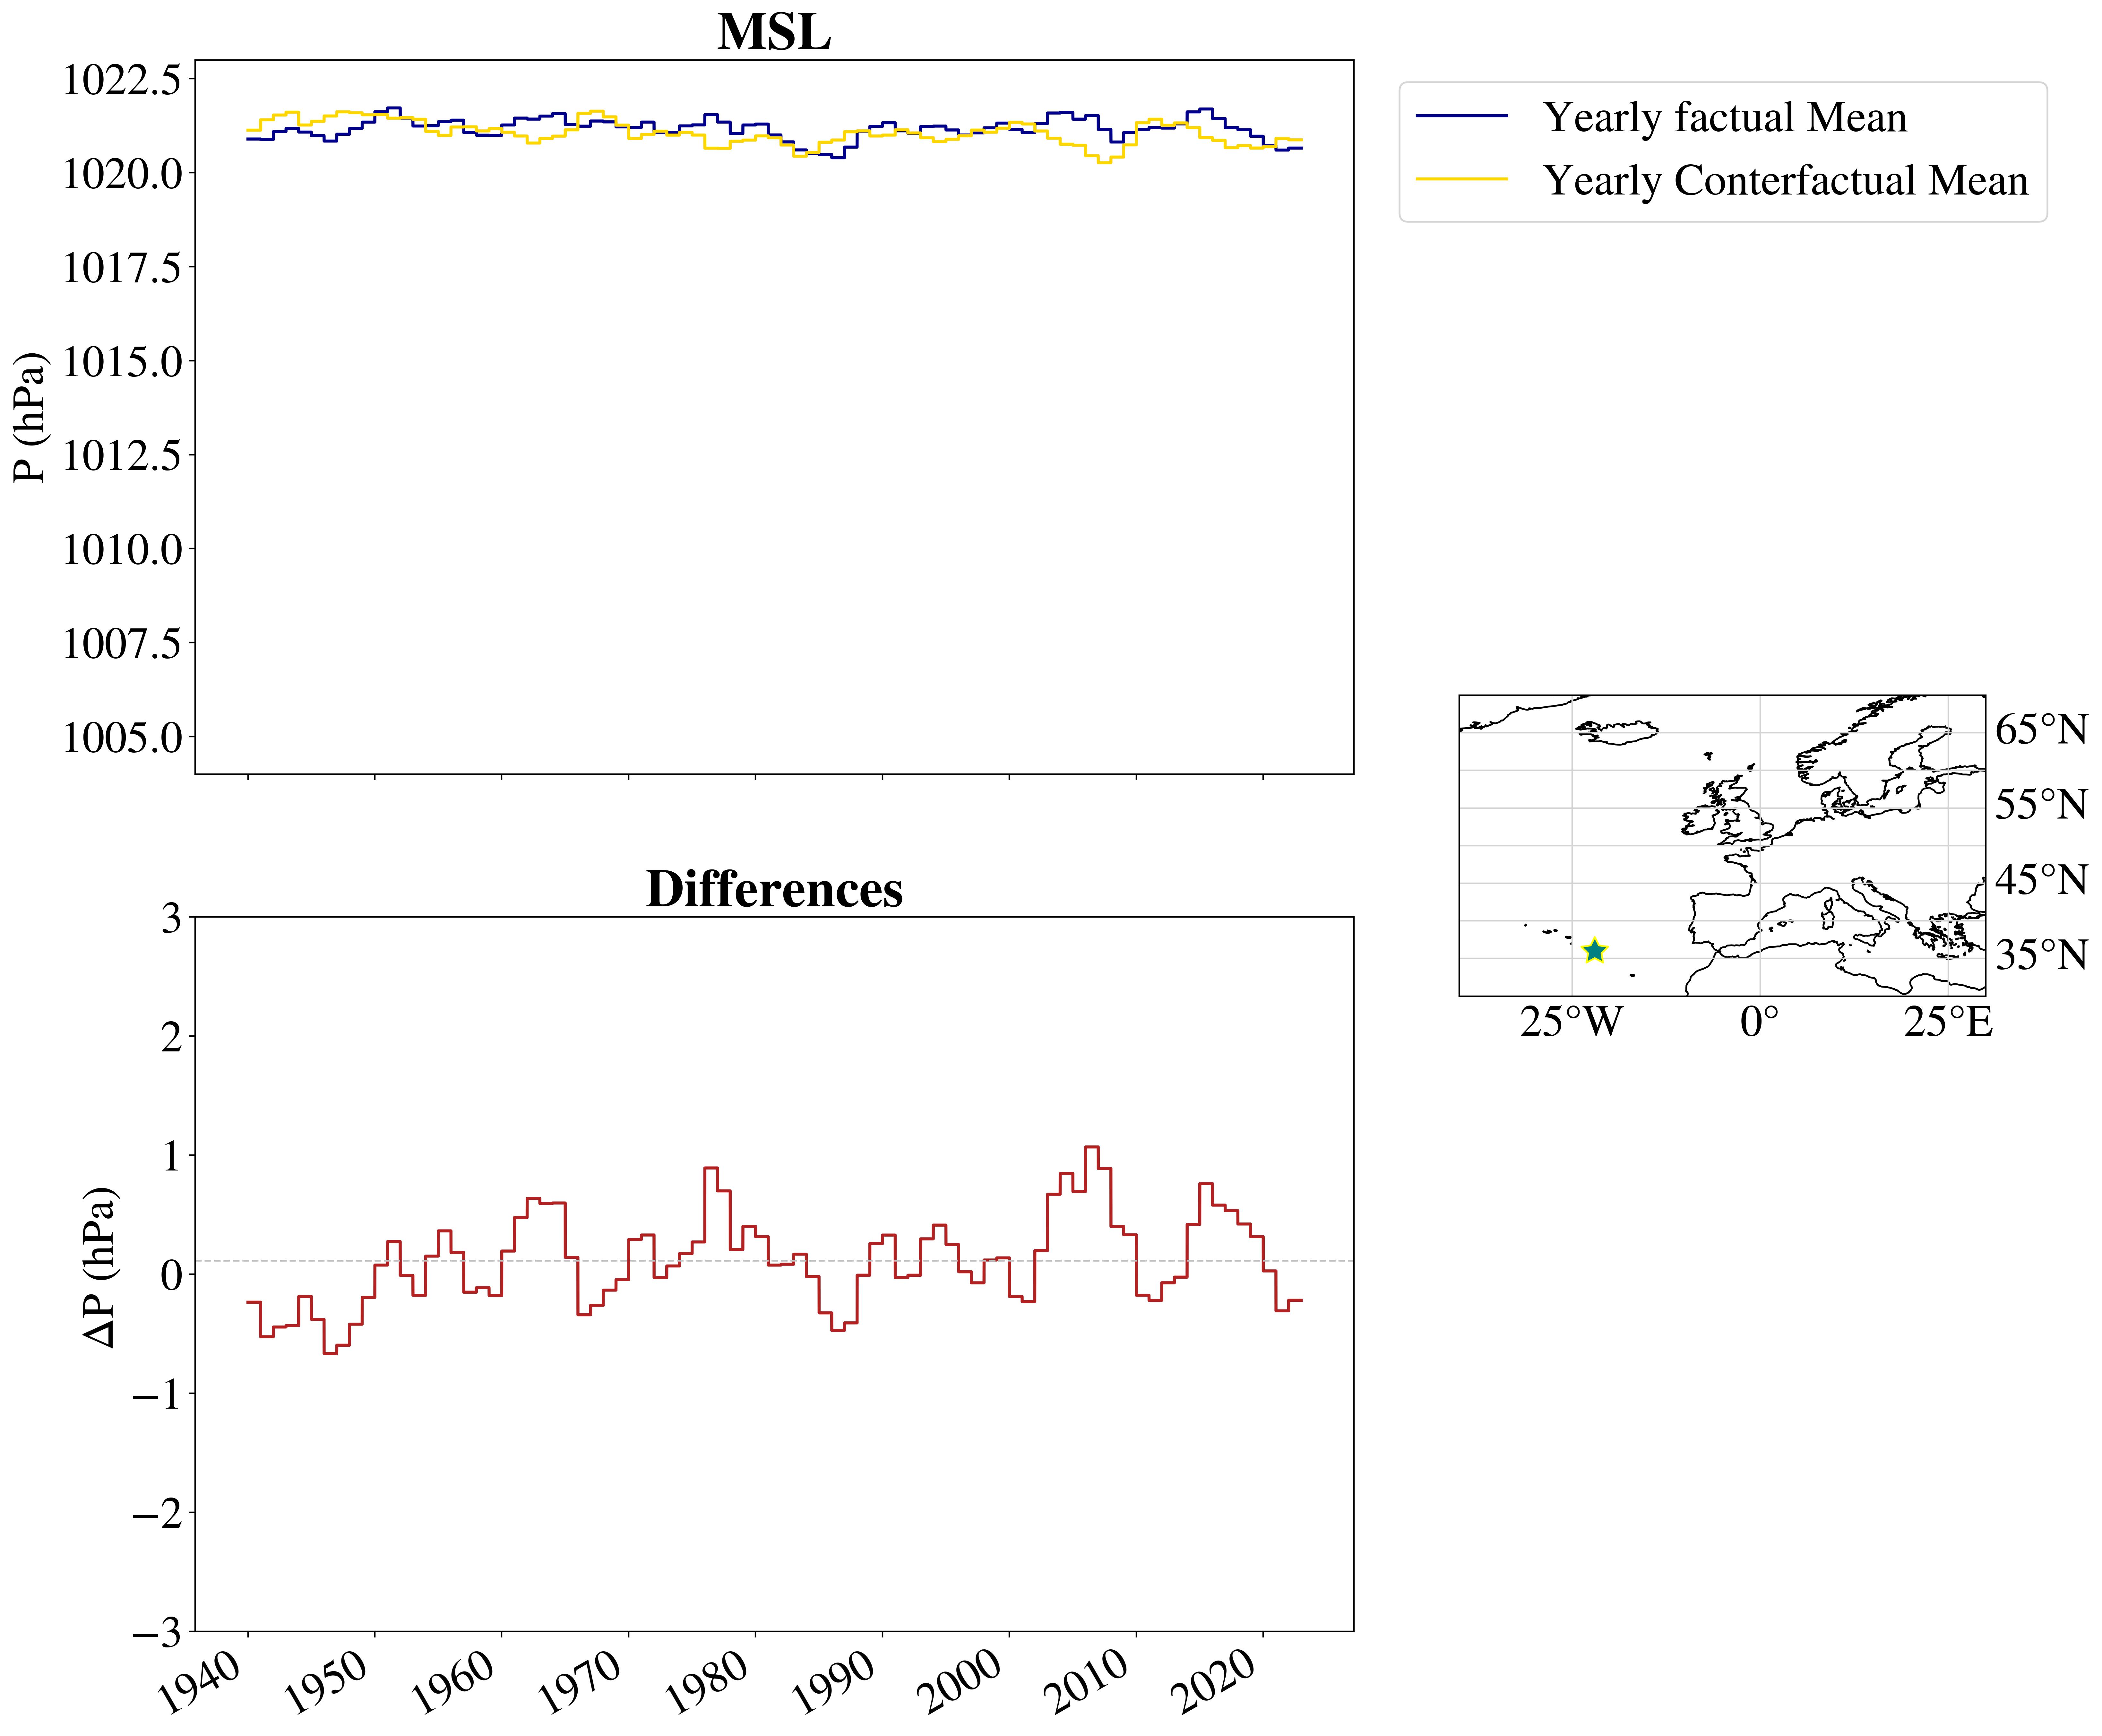 MSL
1022.5
1020.0
1017.5
1015.0
1012.5
1010.0
1007.5
1005.0
P (hPa)
Yearly factual Mean
Yearly Conterfactual Mean
65°N
55°N
45°N
35°N
25°W 0° 25°E
Differences
3
2
1
0
−1
−2
−3
ΔP (hPa)
1940 1950 1960 1970 1980 1990 2000 2010 2020